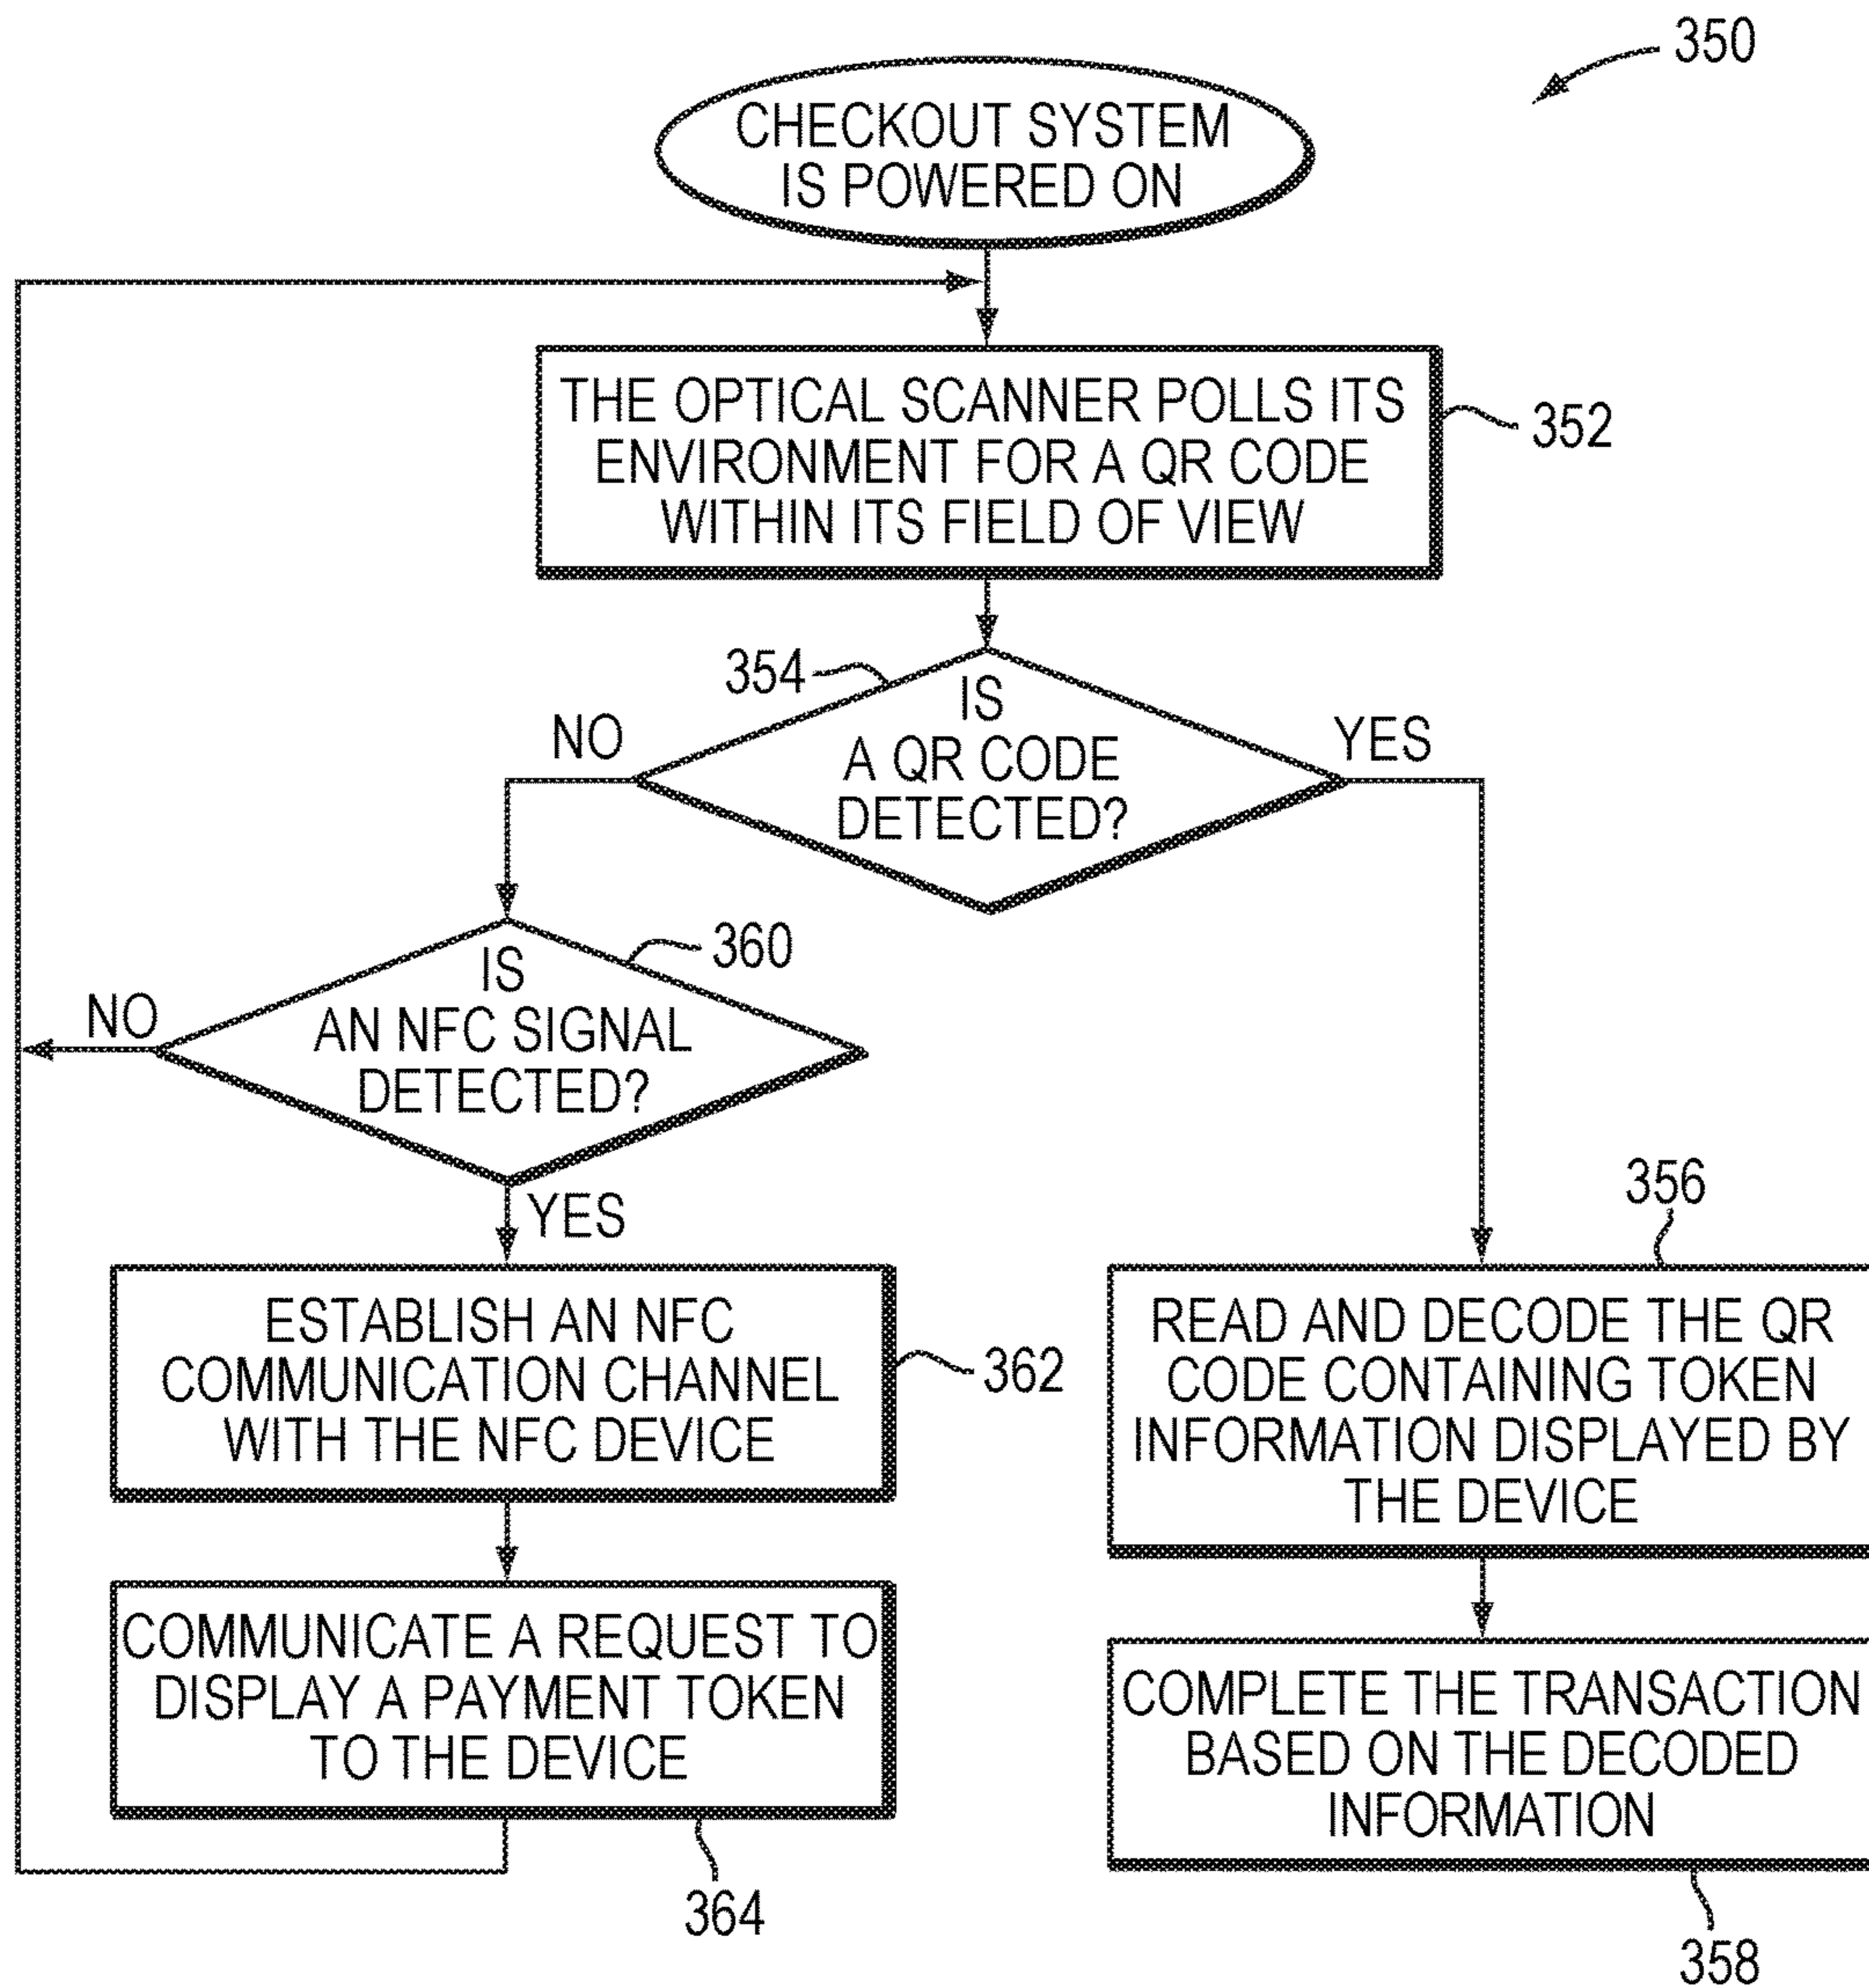 350
CHECKOUT SYSTEM
IS POWERED ON
THE OPTICAL SCANNER POLLS ITS
ENVIRONMENT FOR A QR CODE
WITHIN ITS FIELD OF VIEW
352
354
IS
A QR CODE
DETECTED?
NO
YES
360
IS
AN NFC SIGNAL
DETECTED?
NO
YES
ESTABLISH AN NFC
COMMUNICATION CHANNEL
WITH THE NFC DEVICE
362
COMMUNICATE A REQUEST TO
DISPLAY A PAYMENT TOKEN
TO THE DEVICE
364
356
READ AND DECODE THE QR
CODE CONTAINING TOKEN
INFORMATION DISPLAYED BY
THE DEVICE
COMPLETE THE TRANSACTION
BASED ON THE DECODED
INFORMATION
358